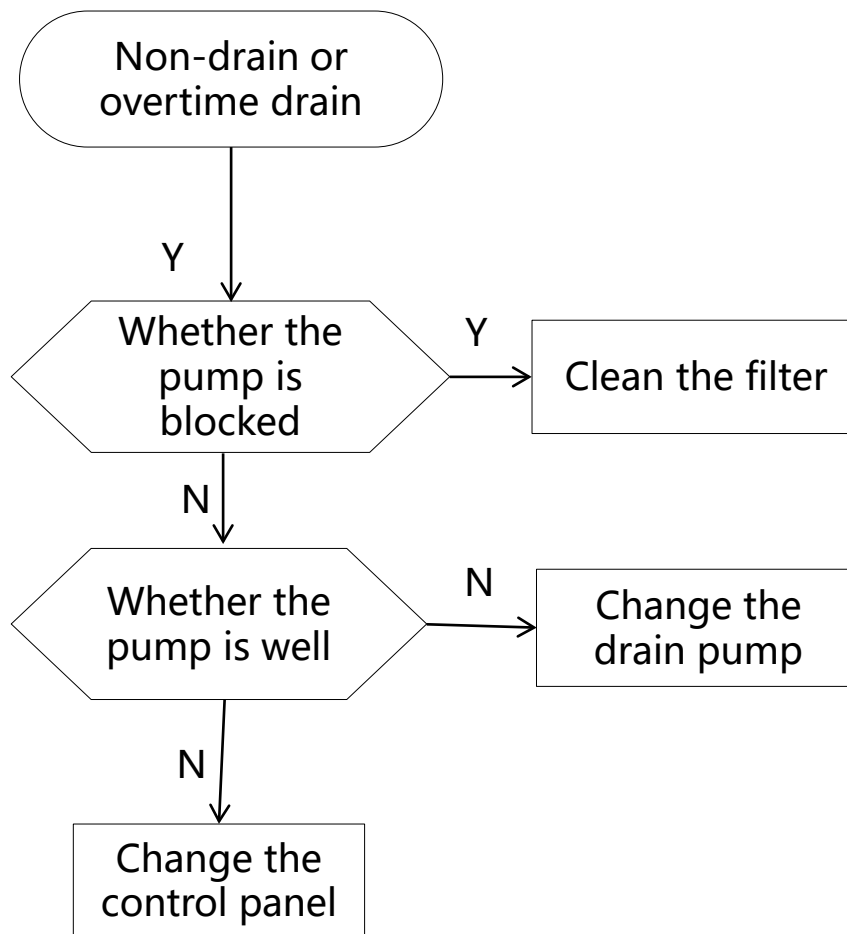 Non-drain or
overtime drain
Y
Whether the
pump is
blocked
Y
Clean the filter
N
Whether the
pump is well
N
Change the
drain pump
N
Change the
control panel